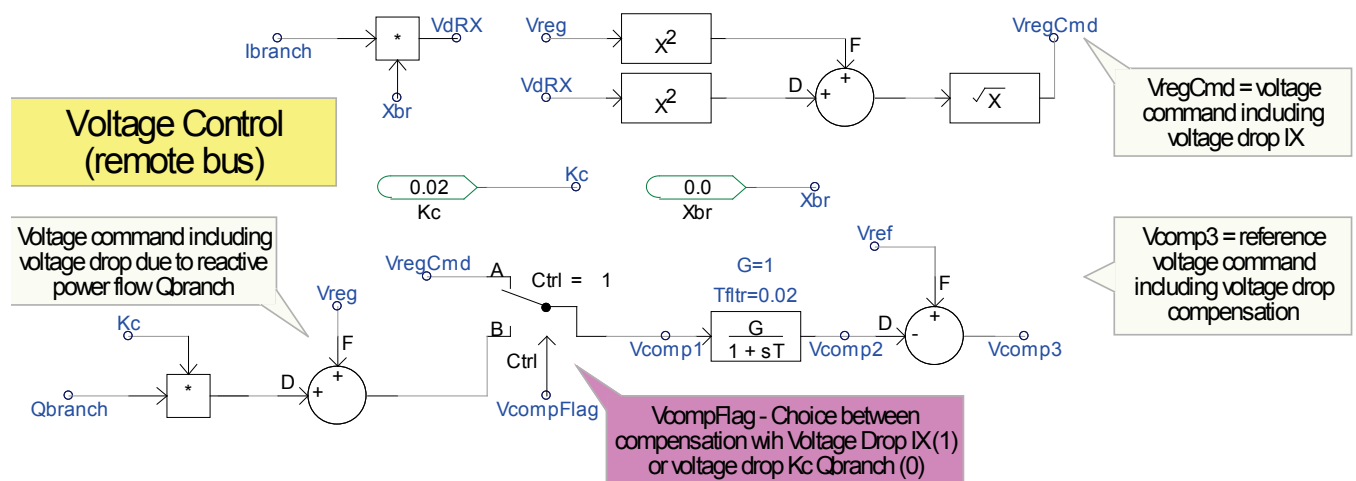 VdRX
Ibranch
*
Xbr
Vreg
X²
F
VdRX
X²
D
+
+
√X
VregCmd
VregCmd = voltage
command including
voltage drop IX
Voltage Control
(remote bus)
0.02
Kc
Kc
0.0
Xbr
Xbr
Voltage command including
voltage drop due to reactive
power flow Qbranch
Vreg
Kc
F
Qbranch
*
D
+
+
VregCmd
A
Ctrl = 1
B
Ctrl
VcompFlag
Vcomp1
G=1
Tfltr=0.02
G
1 + sT
Vcomp2
Vref
F
D
+
-
Vcomp3
Vcomp3 = reference
voltage command
including voltage drop
compensation
VcompFlag - Choice between
compensation wih Voltage Drop IX(1)
or voltage drop Kc Qbranch (0)